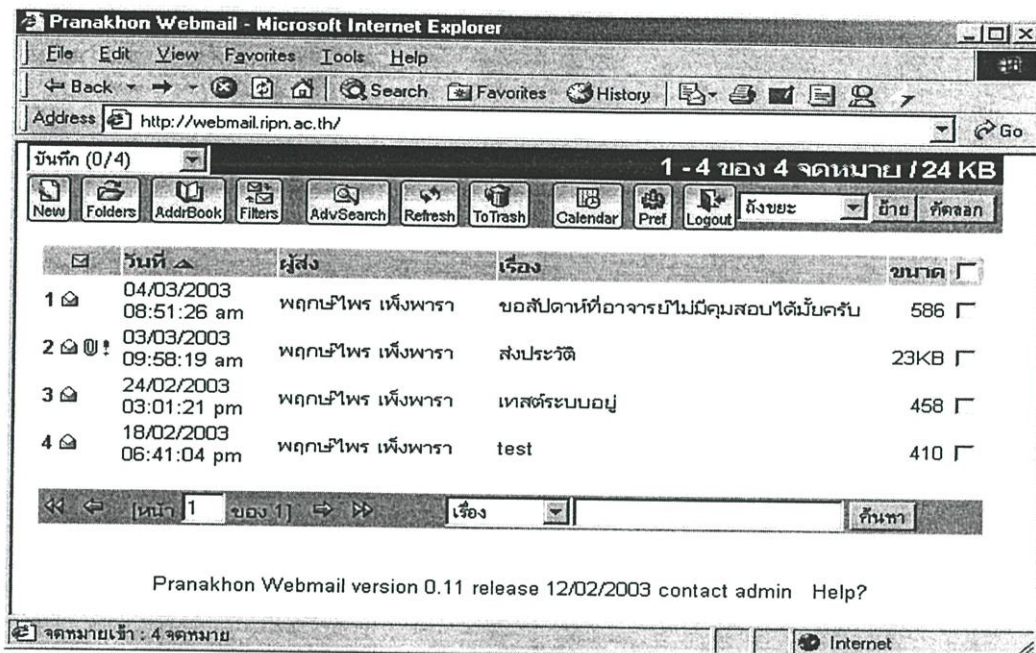 Pranakhon Webmail - Microsoft Internet Explorer
File Edit View Favorites Tools Help
Back Search Favorites History
Address http://webmail.ripn.ac.th/ Go
บันทึก (0/4) 1 - 4 ของ 4 จดหมาย / 24 KB
New Folders AddrBook Filters AdvSearch Refresh ToTrash Calendar Pref Logout ถังขยะ ย้าย คัดลอก
วันที่ ผู้ส่ง เรื่อง ขนาด
1 04/03/2003 08:51:26 am พฤกษ์ไพร เพ็งพารา ขอสัปดาห์ที่อาจารย์ไม่มีคุมสอบได้มั้ยครับ 586
2 03/03/2003 09:58:19 am พฤกษ์ไพร เพ็งพารา ส่งประวัติ 23KB
3 24/02/2003 03:01:21 pm พฤกษ์ไพร เพ็งพารา เทสต์ระบบอยู่ 458
4 18/02/2003 06:41:04 pm พฤกษ์ไพร เพ็งพารา test 410
[หน้า 1 ของ 1] เรื่อง ค้นหา
Pranakhon Webmail version 0.11 release 12/02/2003 contact admin Help?
จดหมายเข้า : 4 จดหมาย Internet